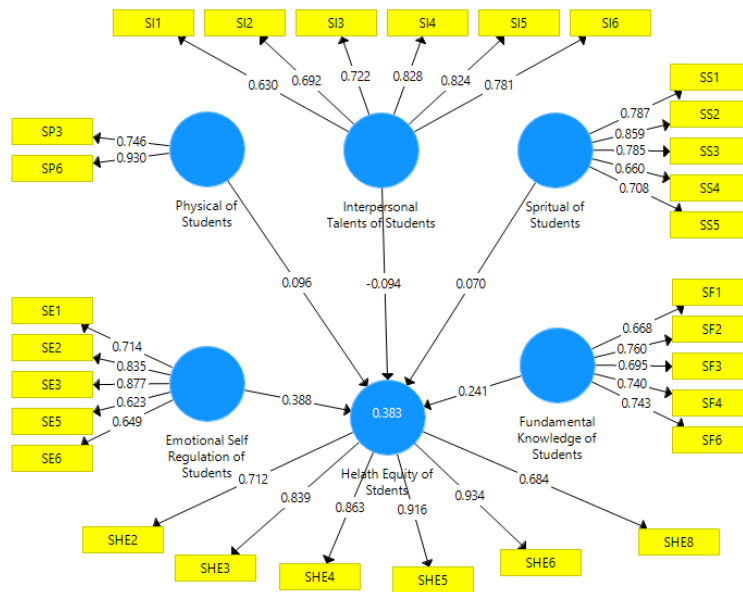 SI1
SI2
SI3
SI4
SI5
SI6
0.630
0.692
0.722
0.828
0.824
0.781
SP3
SP6
0.746
0.930
Physical of
Students
Interpersonal
Talents of Students
Spritual of
Students
0.787
0.859
0.785
0.660
0.708
SS1
SS2
SS3
SS4
SS5
0.096
-0.094
0.070
SE1
SE2
SE3
SE5
SE6
0.714
0.835
0.877
0.623
0.649
Emotional Self
Regulation of
Students
0.388
0.383
Helath Equity of
Stdents
0.241
Fundamental
Knowledge of
Students
0.668
0.760
0.695
0.740
0.743
SF1
SF2
SF3
SF4
SF6
0.712
0.839
0.863
0.916
0.934
0.684
SHE2
SHE3
SHE4
SHE5
SHE6
SHE8